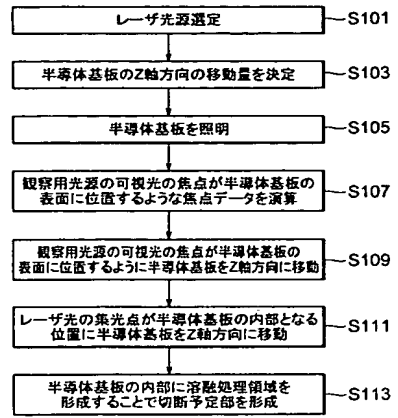 レーザ光源選定
S101
半導体基板のZ軸方向の移動量を決定
S103
半導体基板を照明
S105
観察用光源の可視光の焦点が半導体基板の
表面に位置するような焦点データを演算
S107
観察用光源の可視光の焦点が半導体基板の
表面に位置するように半導体基板をZ軸方向に移動
S109
レーザ光の集光点が半導体基板の内部となる
位置に半導体基板をZ軸方向に移動
S111
半導体基板の内部に溶融処理領域を
形成することで切断予定部を形成
S113